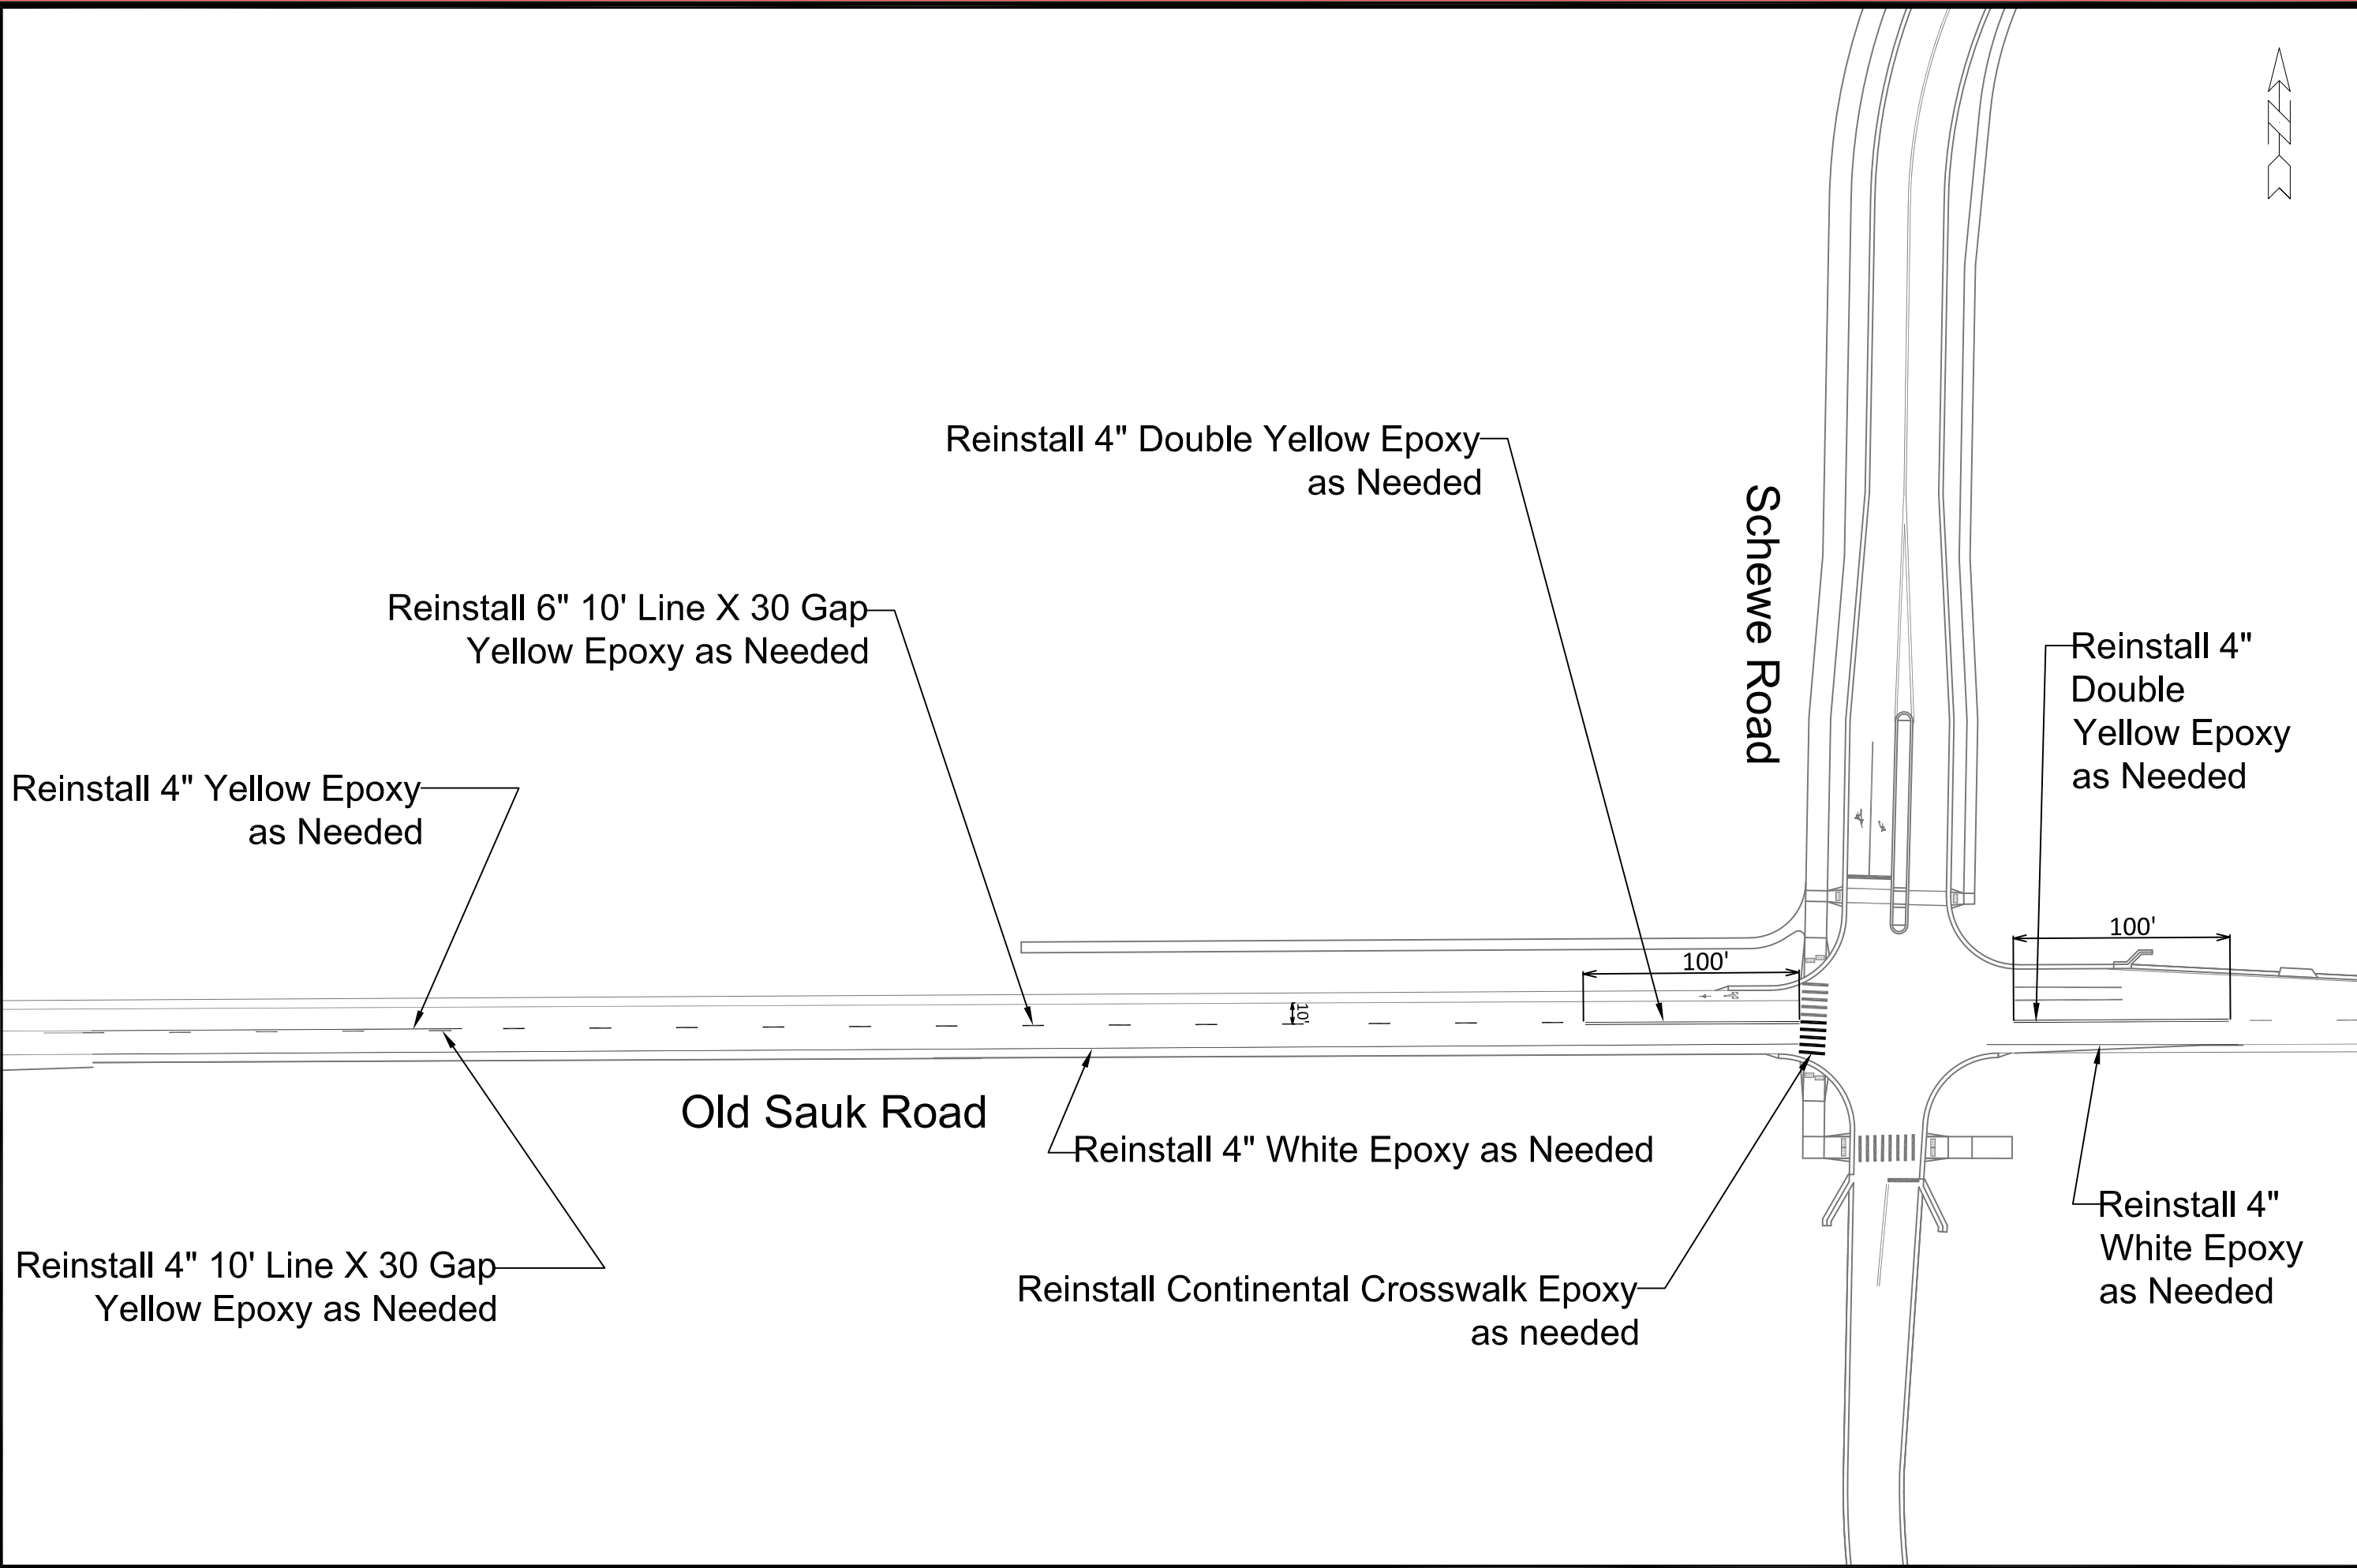 Reinstall 4" Double Yellow Epoxy
as Needed
Schewe Road
Reinstall 6" 10' Line X 30 Gap
Yellow Epoxy as Needed
Reinstall 4"
Double
Yellow Epoxy
as Needed
Reinstall 4" Yellow Epoxy
as Needed
100'
100'
10'
Old Sauk Road
Reinstall 4" White Epoxy as Needed
Reinstall 4"
White Epoxy
as Needed
Reinstall 4" 10' Line X 30 Gap
Yellow Epoxy as Needed
Reinstall Continental Crosswalk Epoxy
as needed